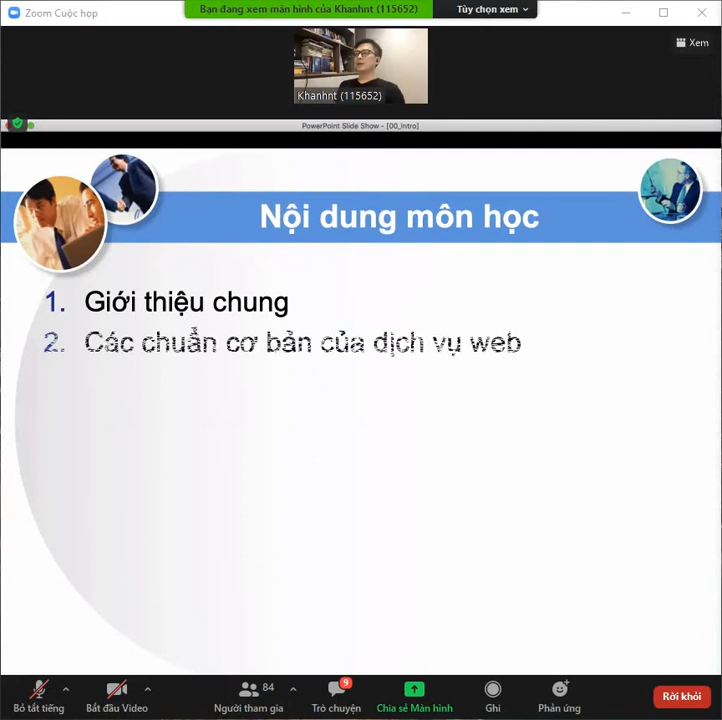 Zoom Cuộc họp
Bạn đang xem màn hình của Khanhnt (115652)
Tùy chọn xem
Xem
Khanhnt (115652)
PowerPoint Slide Show - [00_Intro]
Nội dung môn học
1. Giới thiệu chung
2. Các chuẩn cơ bản của dịch vụ web
84
9
Bỏ tắt tiếng
Bắt đầu Video
Người tham gia
Trò chuyện
Chia sẻ Màn hình
Ghi
Phản ứng
Rời khỏi